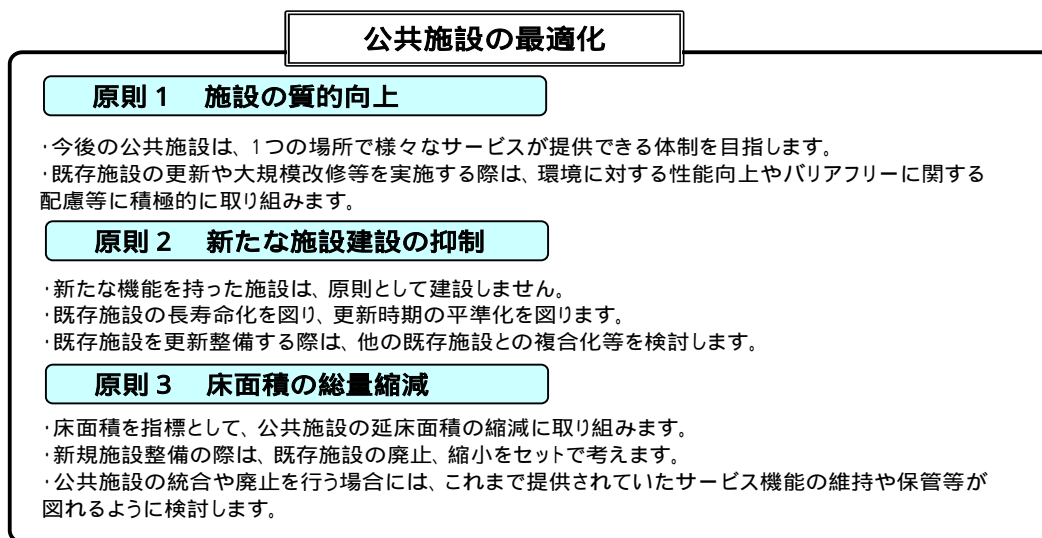 公共施設の最適化
原則1 施設の質的向上
・今後の公共施設は、1つの場所で様々なサービスが提供できる体制を目指します。
・既存施設の更新や大規模改修等を実施する際は、環境に対する性能向上やバリアフリーに関する
配慮等に積極的に取り組みます。
原則2 新たな施設建設の抑制
・新たな機能を持った施設は、原則として建設しません。
・既存施設の長寿命化を図り、更新時期の平準化を図ります。
・既存施設を更新整備する際は、他の既存施設との複合化等を検討します。
原則3 床面積の総量縮減
・床面積を指標として、公共施設の延床面積の縮減に取り組みます。
・新規施設整備の際は、既存施設の廃止、縮小をセットで考えます。
・公共施設の統合や廃止を行う場合には、これまで提供されていたサービス機能の維持や保管等が
図れるように検討します。